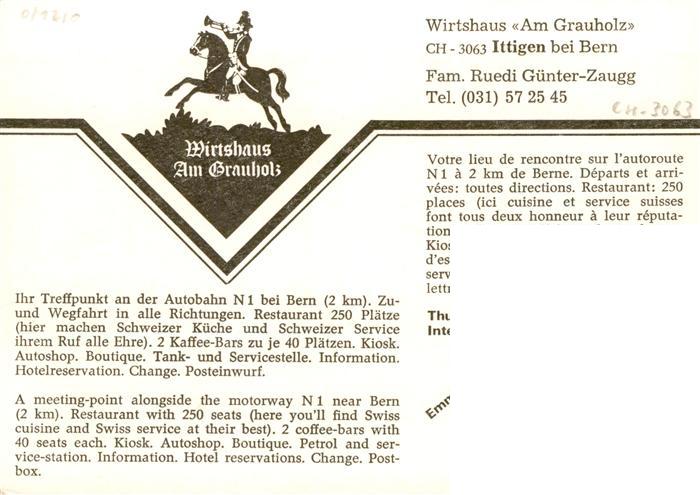 Wirtshaus «Am Grauholz»
CH - 3063 Ittigen bei Bern
Fam. Ruedi Günter-Zaugg
Tel. (031) 57 25 45
CH-3063
Wirtshaus
Am Grauholz
Ihr Treffpunkt an der Autobahn N 1 bei Bern (2 km). Zu-
und Wegfahrt in alle Richtungen. Restaurant 250 Plätze
(hier machen Schweizer Küche und Schweizer Service
ihrem Ruf alle Ehre). 2 Kaffee-Bars zu je 40 Plätzen. Kiosk.
Autoshop. Boutique. Tank- und Servicestelle. Information.
Hotelreservation. Change. Posteinwurf.
A meeting-point alongside the motorway N 1 near Bern
(2 km). Restaurant with 250 seats (here you'll find Swiss
cuisine and Swiss service at their best). 2 coffee-bars with
40 seats each. Kiosk. Autoshop. Boutique. Petrol and ser-
vice-station. Information. Hotel reservations. Change. Post-
box.
Votre lieu de rencontre sur l'autoroute
N 1 à 2 km de Berne. Départs et arri-
vées: toutes directions. Restaurant: 250
places (ici cuisine et service suisses
font tous deux honneur à leur réputa-
tion
Kios
d'es
serv
lettr
Thu
Inte
Emm